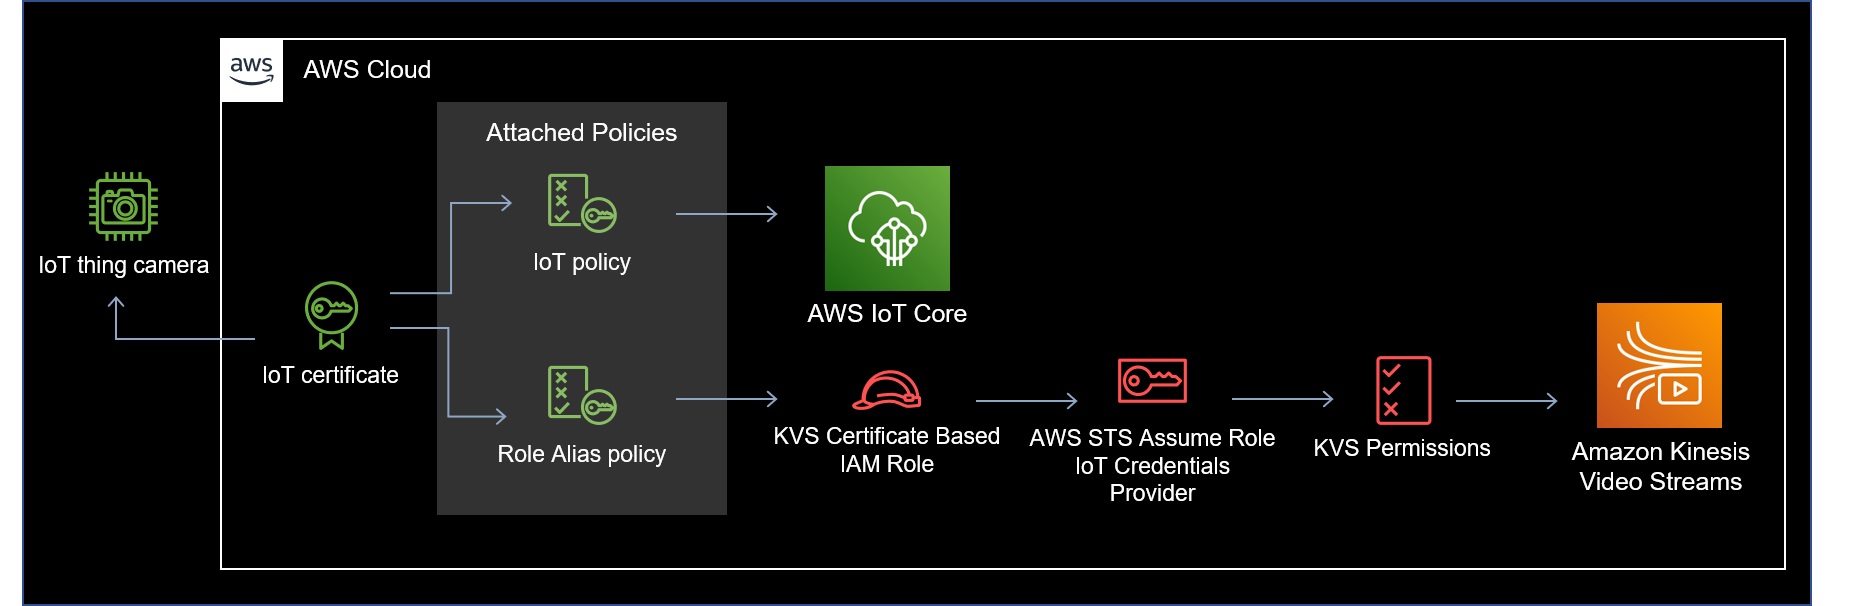 aws
AWS Cloud
Attached Policies
IoT thing camera
IoT policy
AWS IoT Core
IoT certificate
Role Alias policy
KVS Certificate Based
IAM Role
AWS STS Assume Role
IoT Credentials
Provider
KVS Permissions
Amazon Kinesis
Video Streams